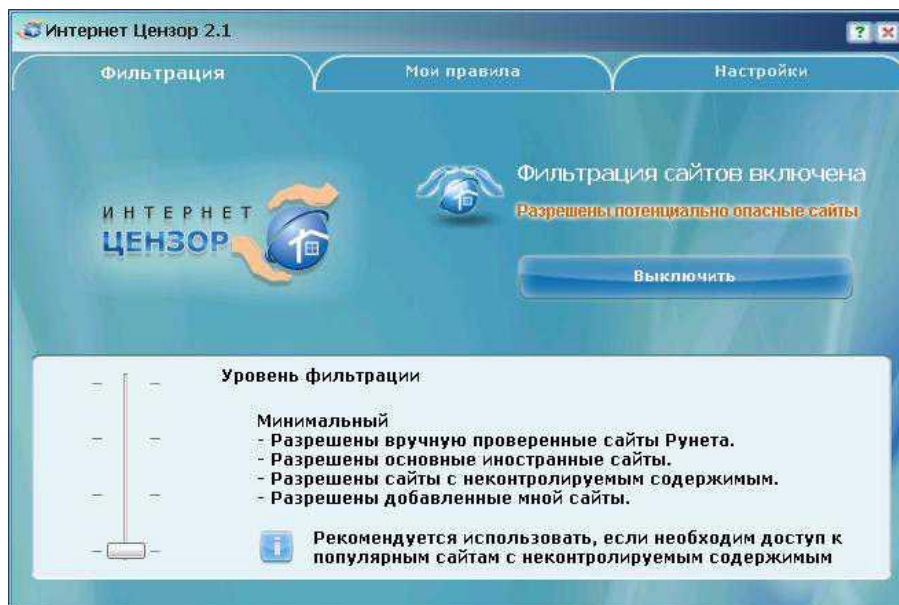 Интернет Цензор 2.1
? ×
Фильтрация
Мои правила
Настройки
ИНТЕРНЕТ
ЦЕНЗОР
Фильтрация сайтов включена
Разрешены потенциально опасные сайты
Выключить
Уровень фильтрации
Минимальный
- Разрешены вручную проверенные сайты Рунета.
- Разрешены основные иностранные сайты.
- Разрешены сайты с неконтролируемым содержимым.
- Разрешены добавленные мной сайты.
Рекомендуется использовать, если необходим доступ к
популярным сайтам с неконтролируемым содержимым